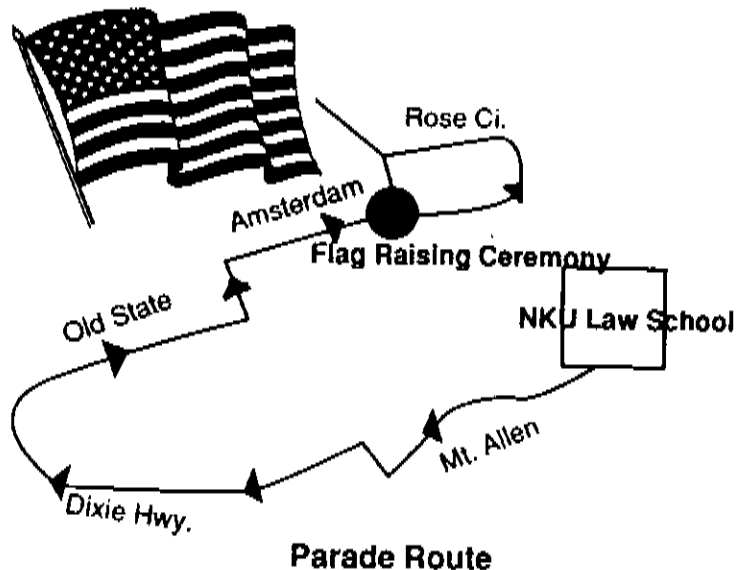 Rose Ci.
Amsterdam
Flag Raising Ceremony
Old State
NKU Law School
Mt. Allen
Dixie Hwy.
Parade Route